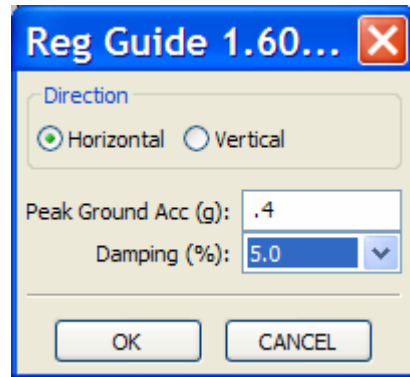 Reg Guide 1.60...
Direction
Horizontal Vertical
Peak Ground Acc (g): .4
Damping (%): 5.0
OK CANCEL